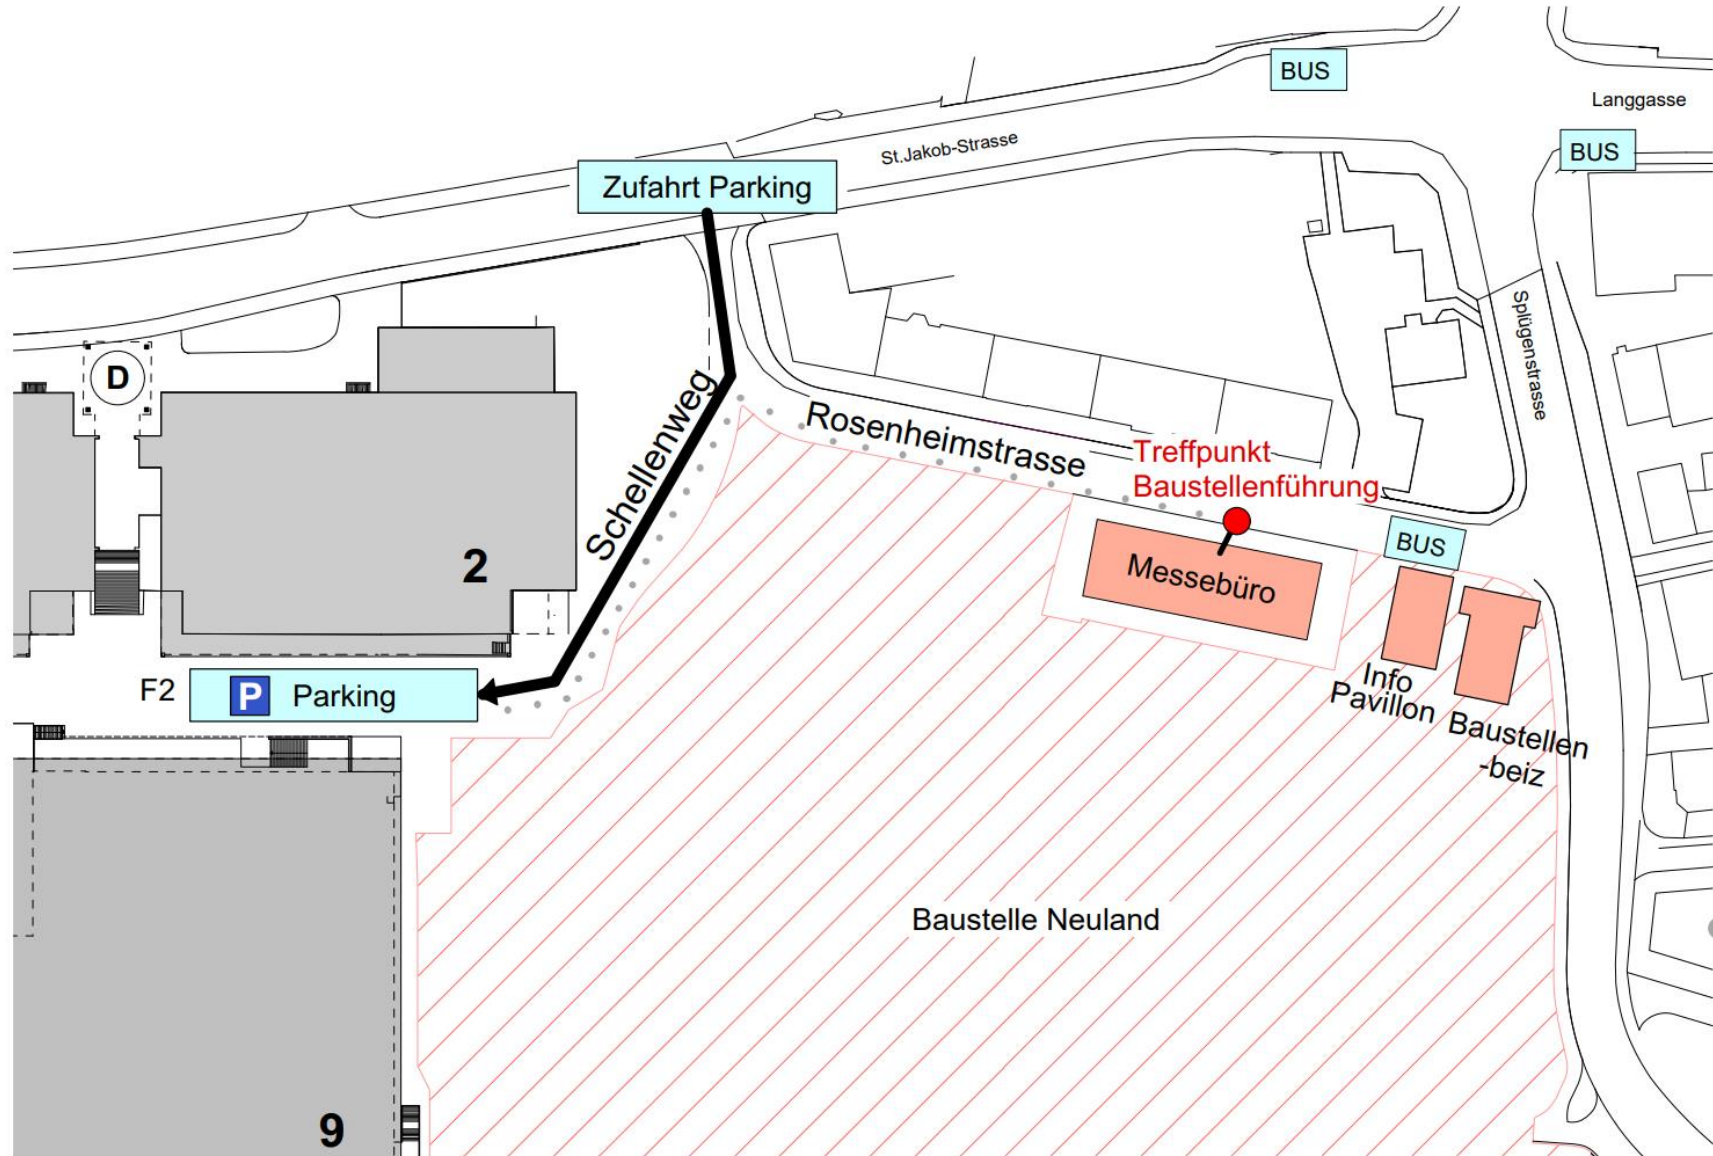 BUS
Langgasse
St.Jakob-Strasse
BUS
Zufahrt Parking
Splügenstrasse
D
Schellenweg
Rosenheimstrasse
Treffpunkt
Baustellenführung
2
BUS
Messebüro
F2
P Parking
Info
Pavillon
Baustellen
-beiz
Baustelle Neuland
9